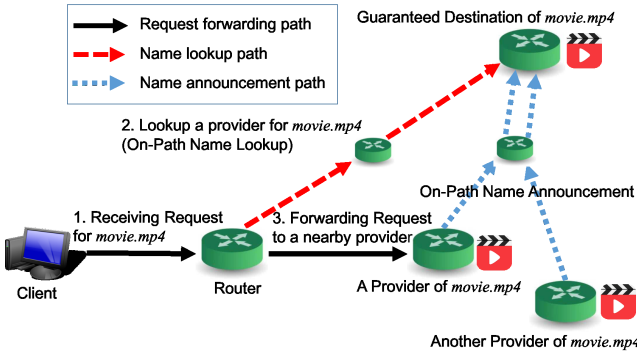 Request forwarding path
Name lookup path
Name announcement path
Guaranteed Destination of movie.mp4
2. Lookup a provider for movie.mp4
(On-Path Name Lookup)
On-Path Name Announcement
1. Receiving Request
for movie.mp4
3. Forwarding Request
to a nearby provider
Client
Router
A Provider of movie.mp4
Another Provider of movie.mp4